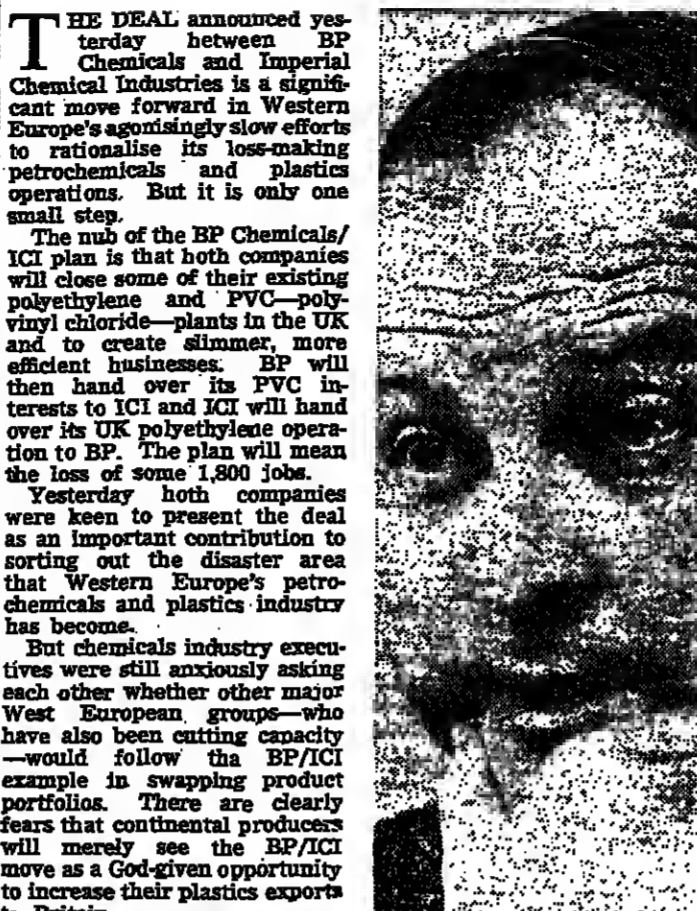 THE DEAL announced yes-
terday between BP
Chemicals and Imperial
Chemical Industries is a signifi-
cant move forward in Western
Europe's agonisingly slow efforts
to rationalise its loss-making
petrochemicals and plastics
operations. But it is only one
small step.
The nub of the BP Chemicals/
ICI plan is that both companies
will close some of their existing
polyethylene and PVC—poly-
vinyl chloride—plants in the UK
and to create slimmer, more
efficient businesses. BP will
then hand over its PVC in-
terests to ICI and ICI will hand
over its UK polyethylene opera-
tion to BP. The plan will mean
the loss of some 1,800 jobs.
Yesterday both companies
were keen to present the deal
as an important contribution to
sorting out the disaster area
that Western Europe's petro-
chemicals and plastics industry
has become.
But chemicals industry execu-
tives were still anxiously asking
each other whether other major
West European groups—who
have also been cutting capacity
—would follow tha BP/ICI
example in swapping product
portfolios. There are clearly
fears that continental producers
will merely see the BP/ICI
move as a God-given opportunity
to increase their plastics exports